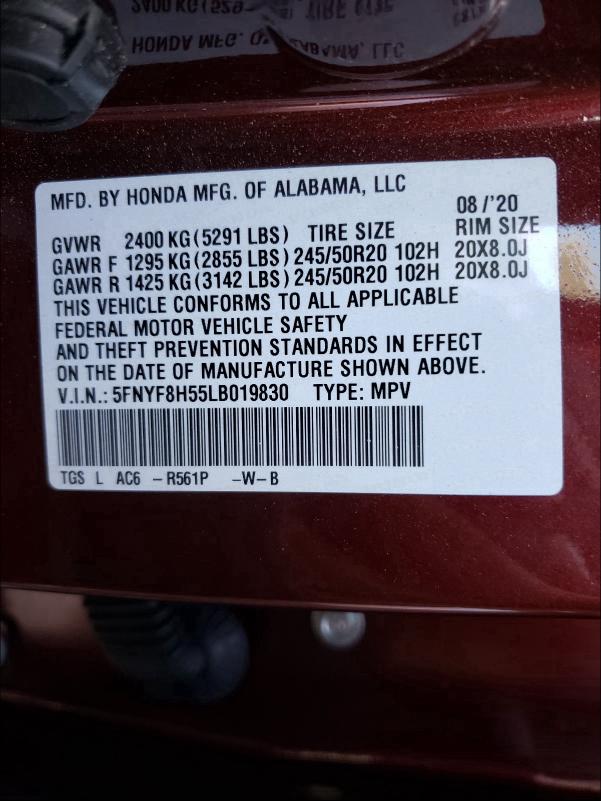 MFD. BY HONDA MFG. OF ALABAMA, LLC
08/'20
GVWR 2400 KG(5291 LBS) TIRE SIZE RIM SIZE
GAWR F 1295 KG(2855 LBS)245/50R20 102H 20X8.0J
GAWR R 1425 KG(3142 LBS)245/50R20 102H 20X8.0J
THIS VEHICLE CONFORMS TO ALL APPLICABLE
FEDERAL MOTOR VEHICLE SAFETY
AND THEFT PREVENTION STANDARDS IN EFFECT
ON THE DATE OF MANUFACTURE SHOWN ABOVE.
V.I.N.: 5FNYF8H55LB019830 TYPE: MPV
TGS L AC6 -R561P -W-B